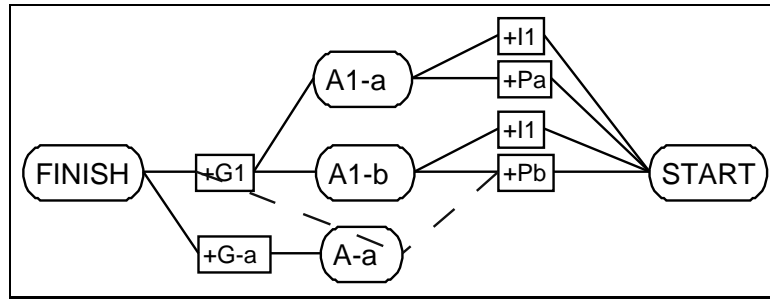 +I1
A1-a
+Pa
+I1
FINISH
+G1
A1-b
+Pb
START
+G-a
A-a